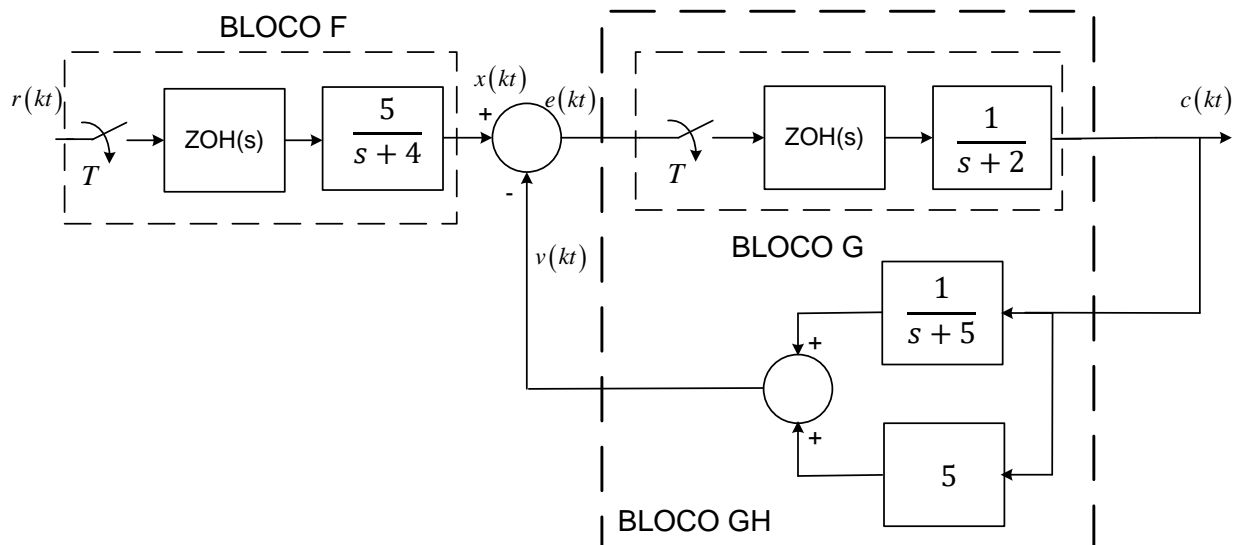 BLOCO F
r(kt)
T
ZOH(s)
5
s + 4
x(kt)
+
-
e(kt)
T
ZOH(s)
1
s + 2
c(kt)
BLOCO G
v(kt)
1
s + 5
+
+
5
BLOCO GH